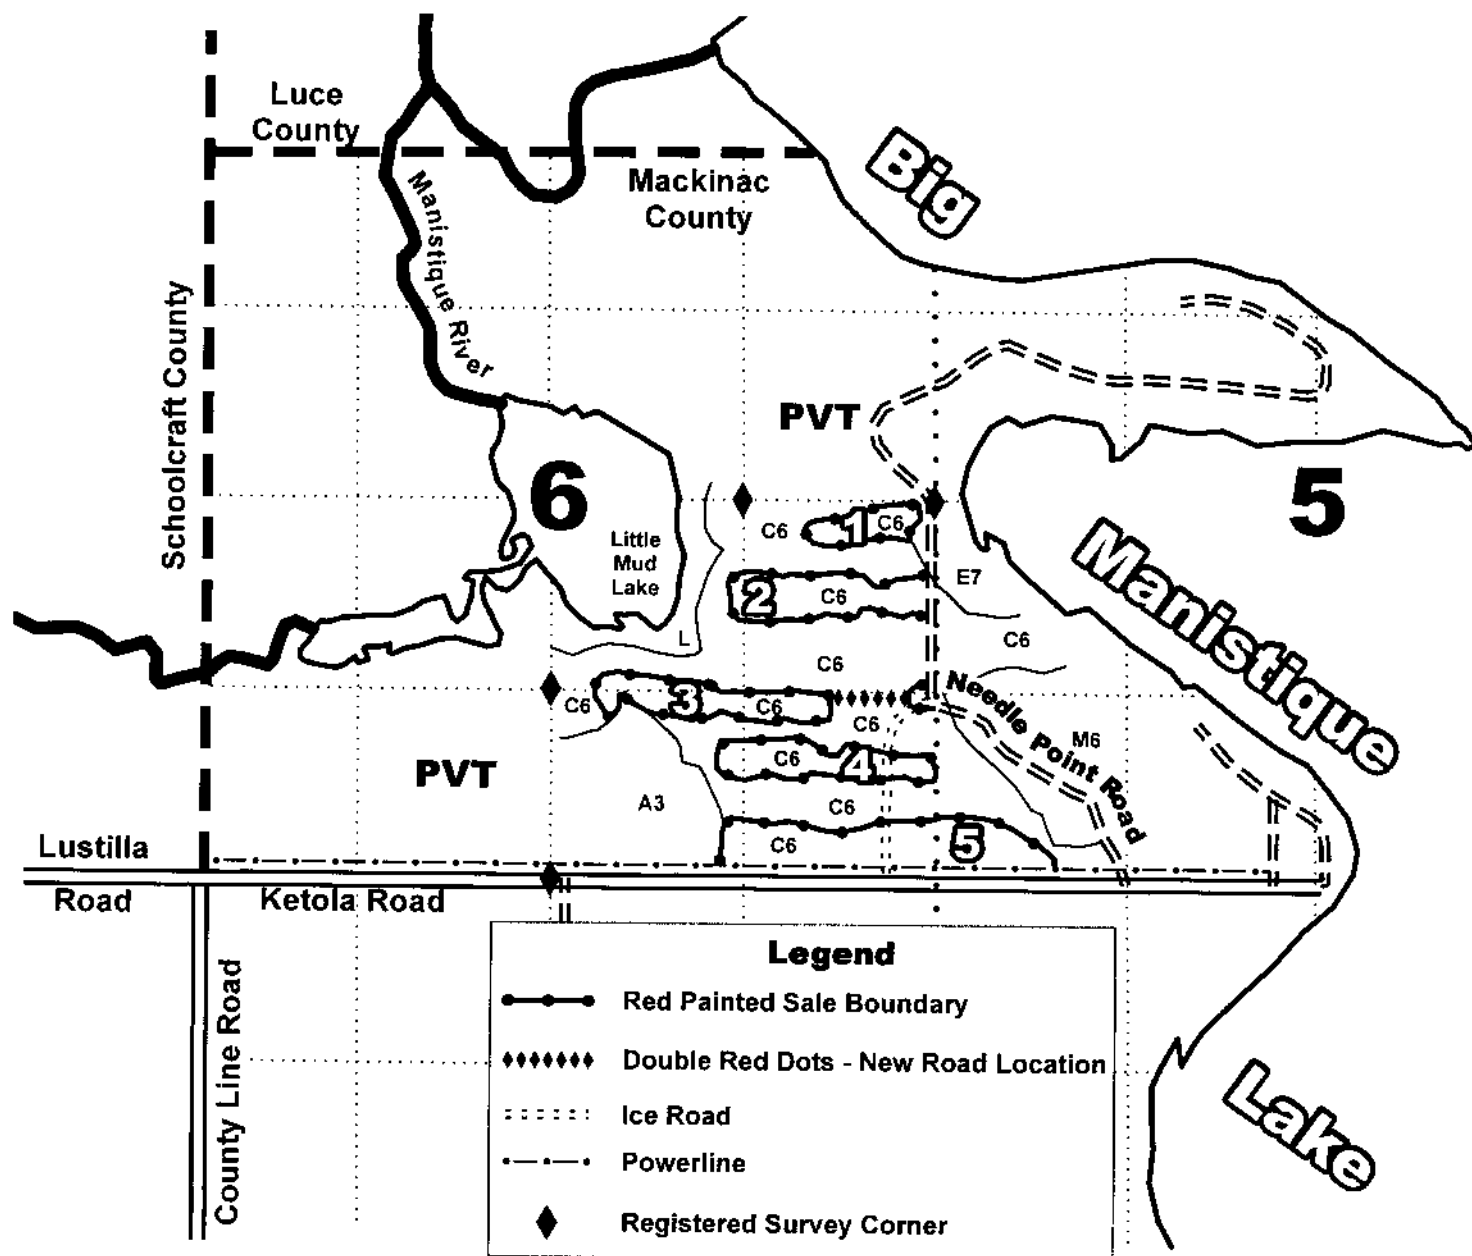 Luce
County
Big
Mackinac
County
Manistique River
Schoolcraft County
PVT
6
5
1
C6
C6
Little
Mud
Lake
E7
2
C6
Manistique
L
C6
C6
Needle Point Road
C6
3
C6
C6
M6
PVT
C6
4
A3
C6
5
C6
Lustilla
Road
Ketola Road
County Line Road
Lake
Legend
Red Painted Sale Boundary
Double Red Dots - New Road Location
Ice Road
Powerline
Registered Survey Corner